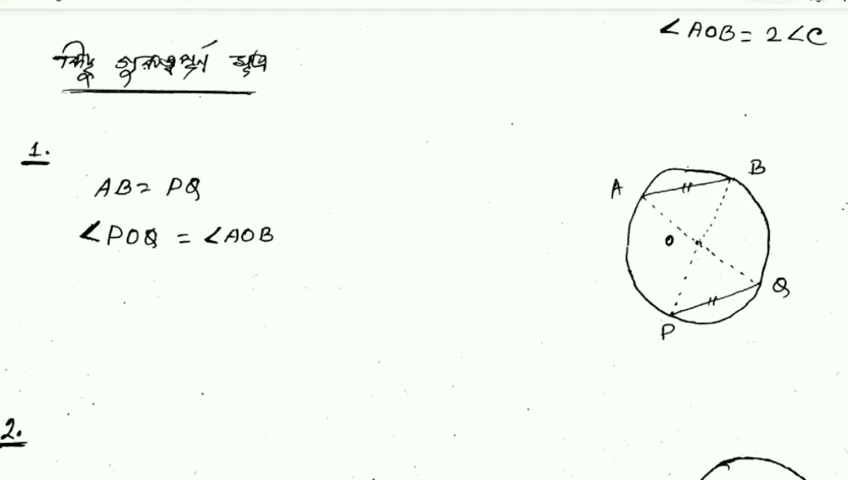 ∠AOB = 2∠C
কিছু গুরুত্বপূর্ণ সূত্র
1.
AB = PQ
∠POQ = ∠AOB
A
B
O
Q
P
2.